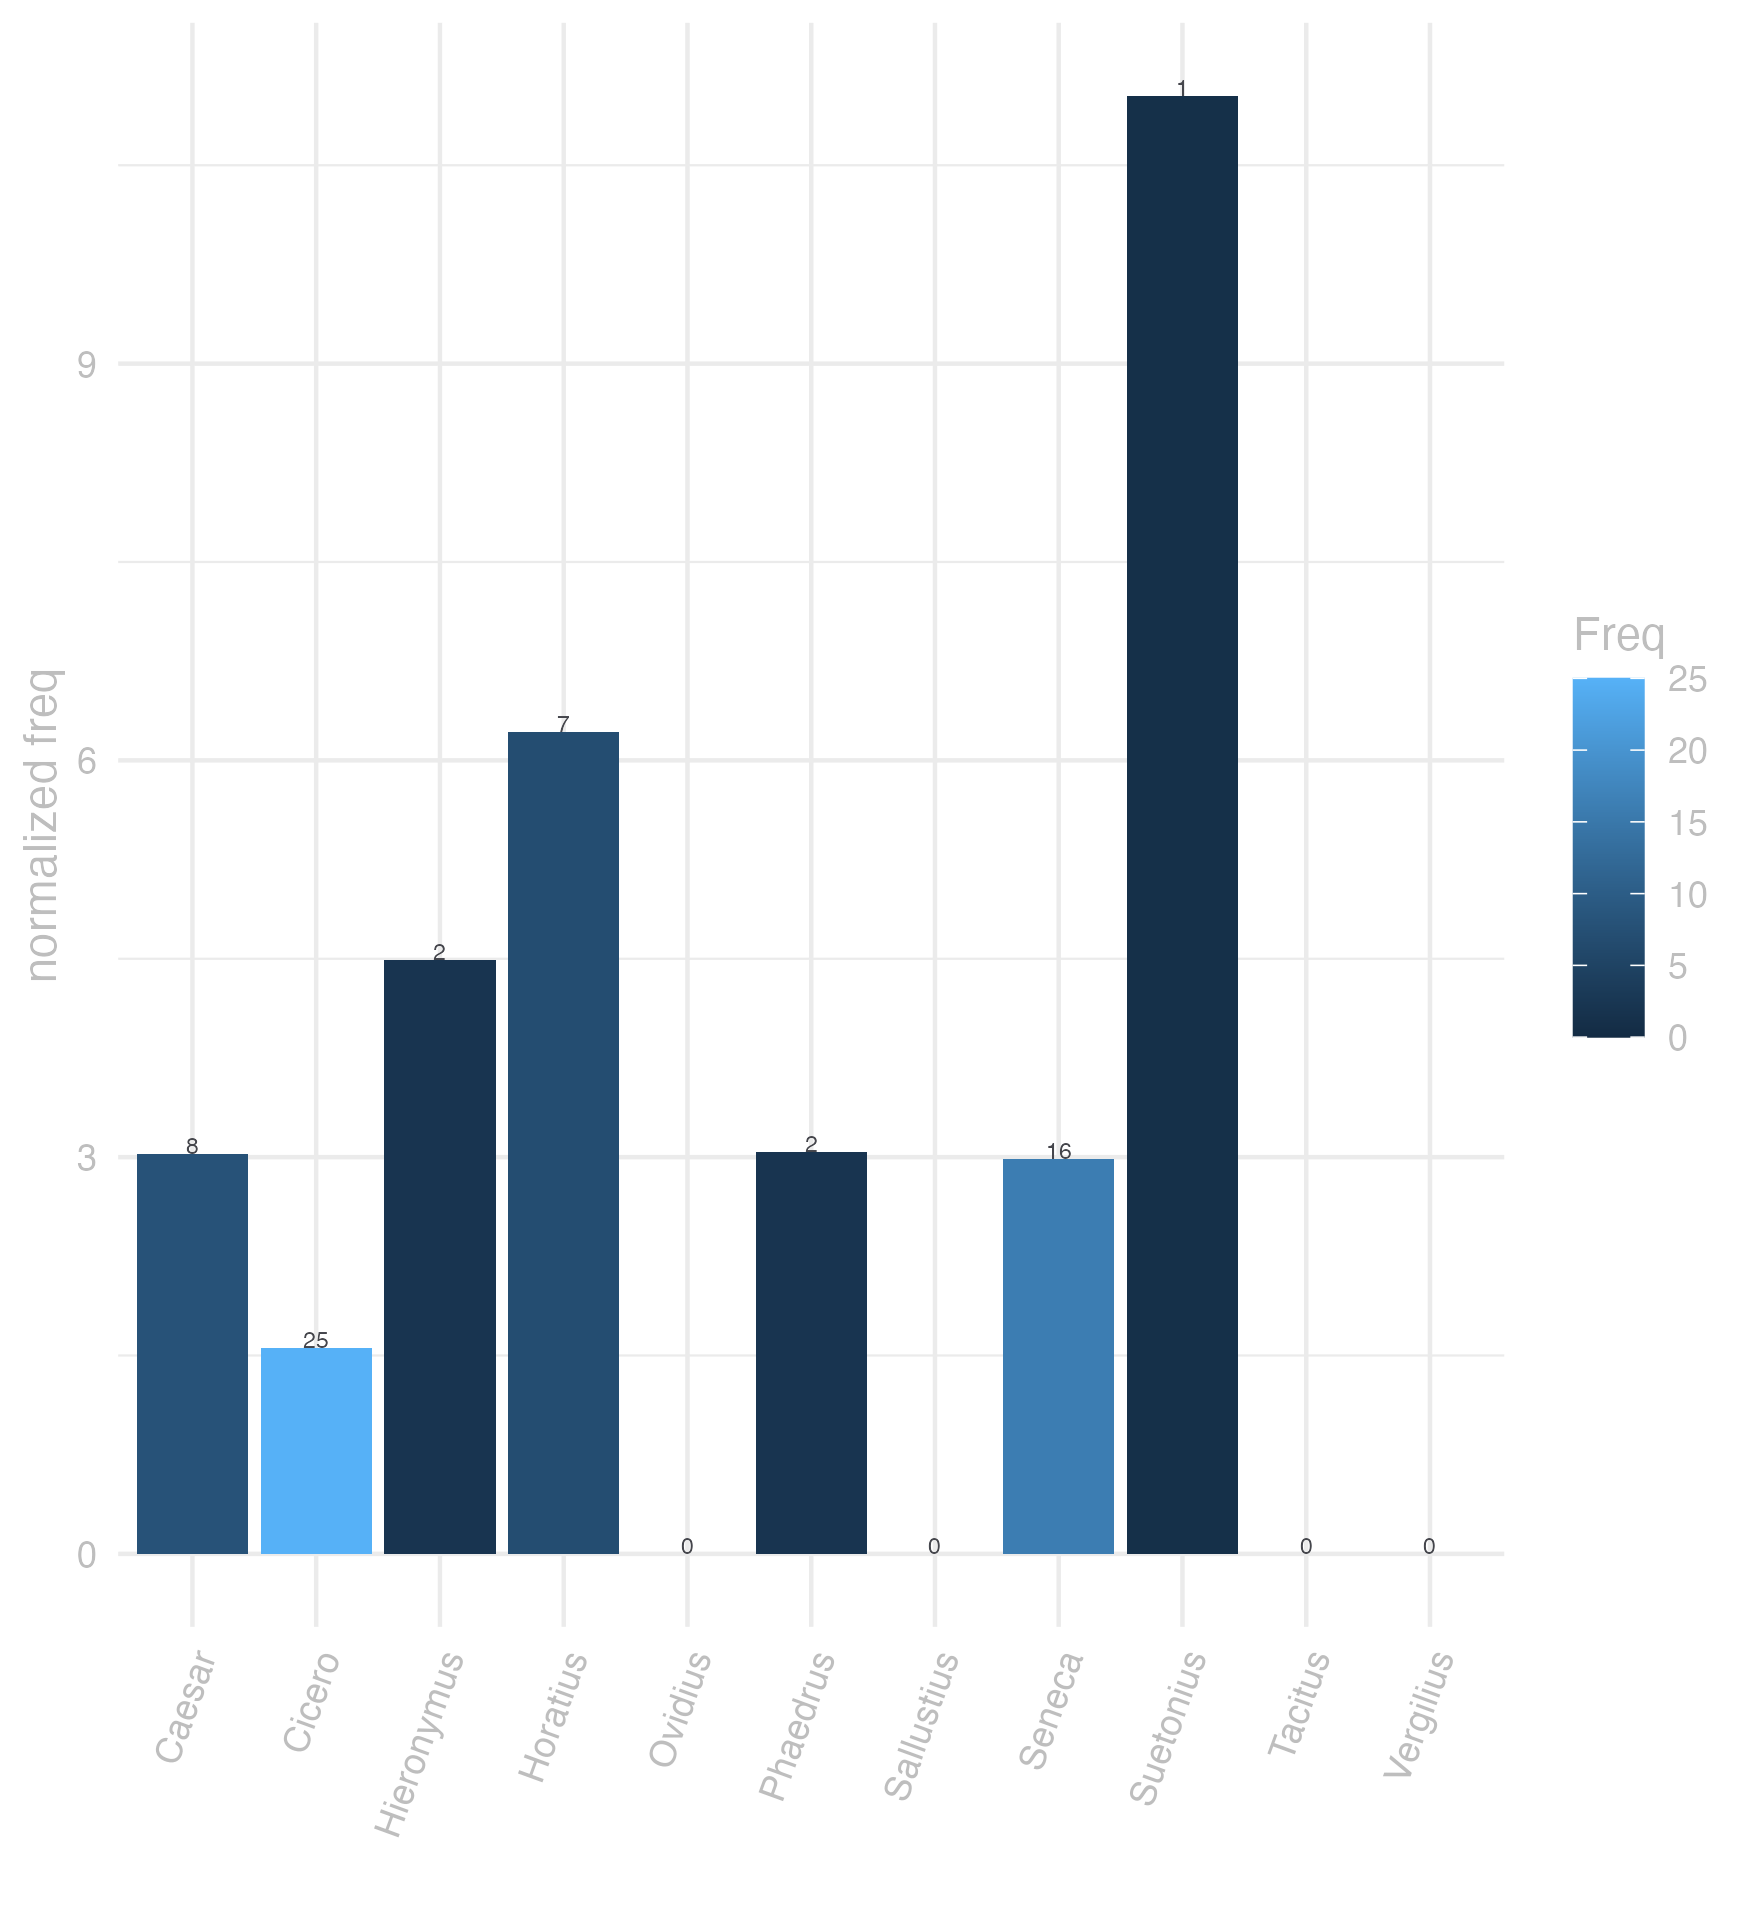 1
9
7
6
2
8
2
16
3
25
0
0
0
0
0
normalized freq
Caesar
Cicero
Hieronymus
Horatius
Ovidius
Phaedrus
Sallustius
Seneca
Suetonius
Tacitus
Vergilius
Freq
25
20
15
10
5
0